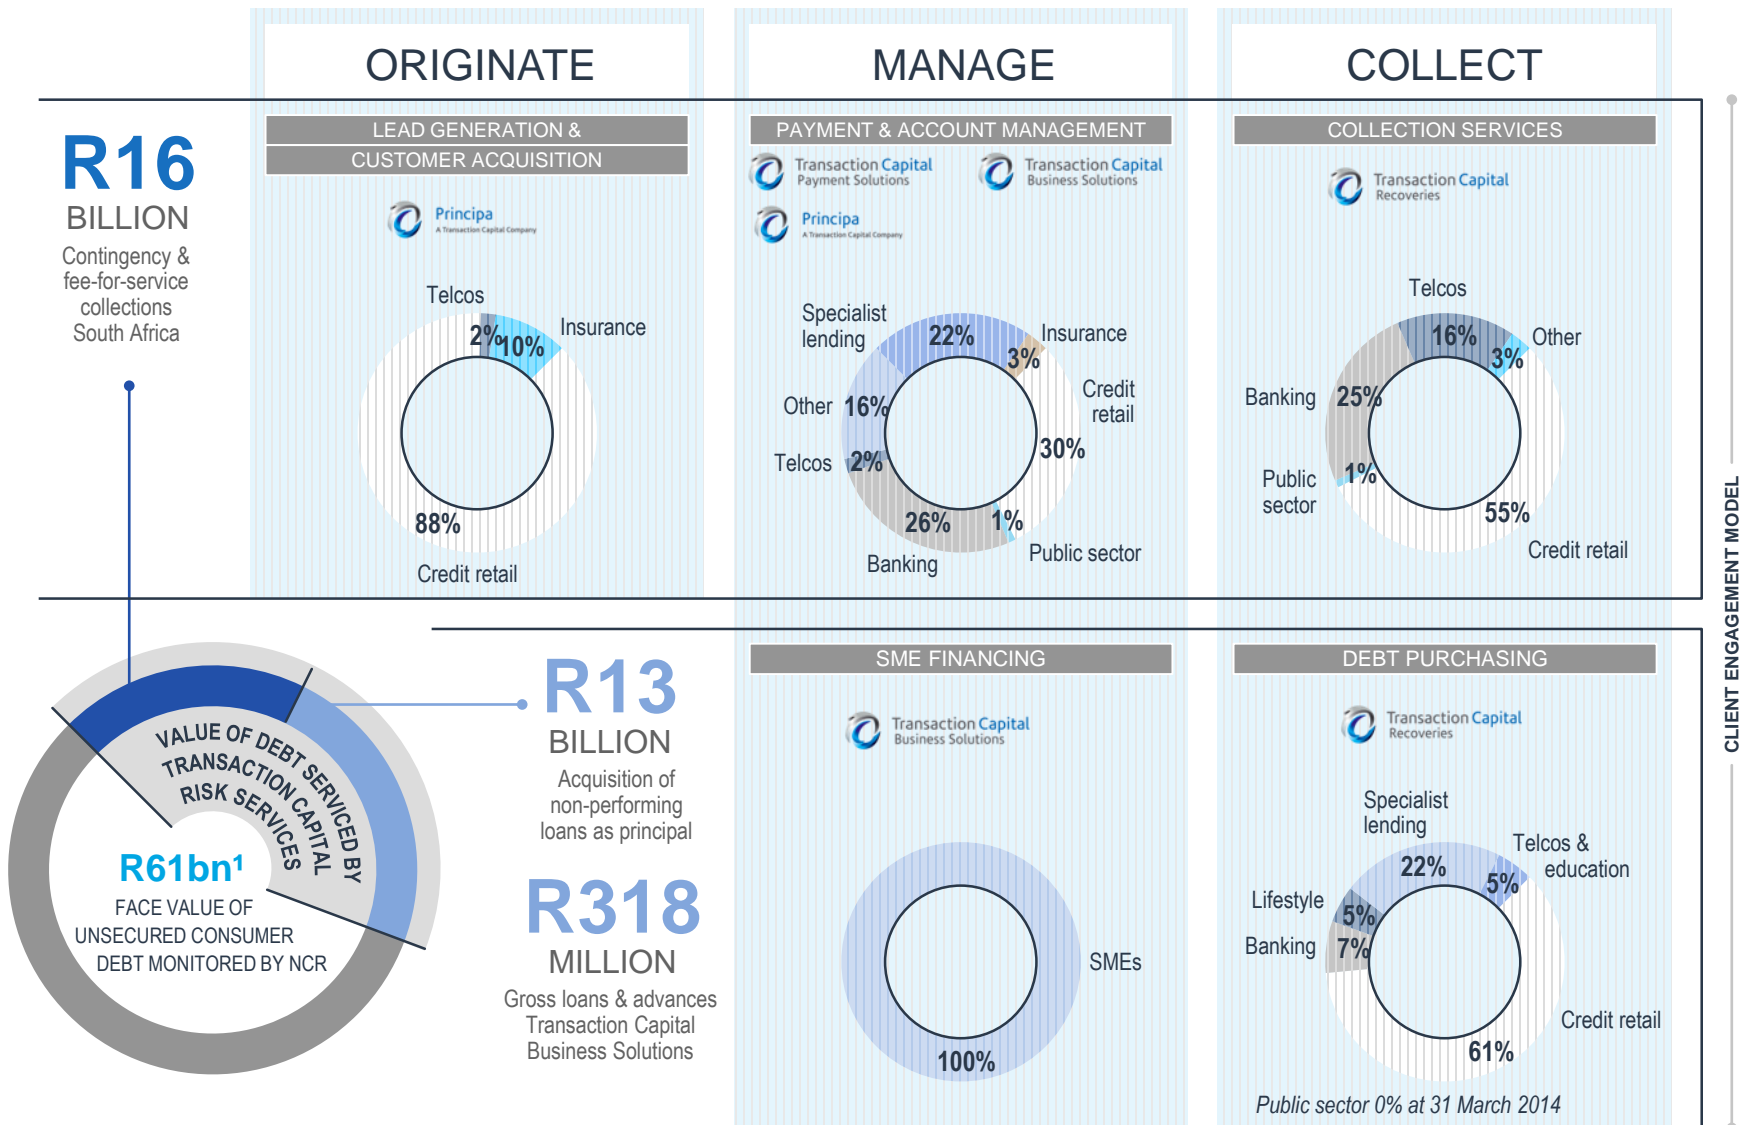 ORIGINATE
MANAGE
COLLECT
R16
BILLION
Contingency &
fee-for-service
collections
South Africa
LEAD GENERATION &
CUSTOMER ACQUISITION
Principa
A Transaction Capital Company
Telcos
2%
10%
Insurance
88%
Credit retail
PAYMENT & ACCOUNT MANAGEMENT
Transaction Capital
Payment Solutions
Transaction Capital
Business Solutions
Principa
A Transaction Capital Company
Specialist
lending
22%
Insurance
3%
Credit
retail
30%
Other
16%
Telcos
2%
26%
Banking
1%
Public sector
COLLECTION SERVICES
Transaction Capital
Recoveries
Telcos
16%
Other
3%
Banking
25%
Public
sector
1%
55%
Credit retail
CLIENT ENGAGEMENT MODEL
VALUE OF DEBT SERVICED BY
TRANSACTION CAPITAL
RISK SERVICES
R61bn¹
FACE VALUE OF
UNSECURED CONSUMER
DEBT MONITORED BY NCR
R13
BILLION
Acquisition of
non-performing
loans as principal
R318
MILLION
Gross loans & advances
Transaction Capital
Business Solutions
SME FINANCING
Transaction Capital
Business Solutions
SMEs
100%
DEBT PURCHASING
Transaction Capital
Recoveries
Specialist
lending
22%
Telcos &
education
5%
Lifestyle
5%
Banking
7%
Credit retail
61%
Public sector 0% at 31 March 2014